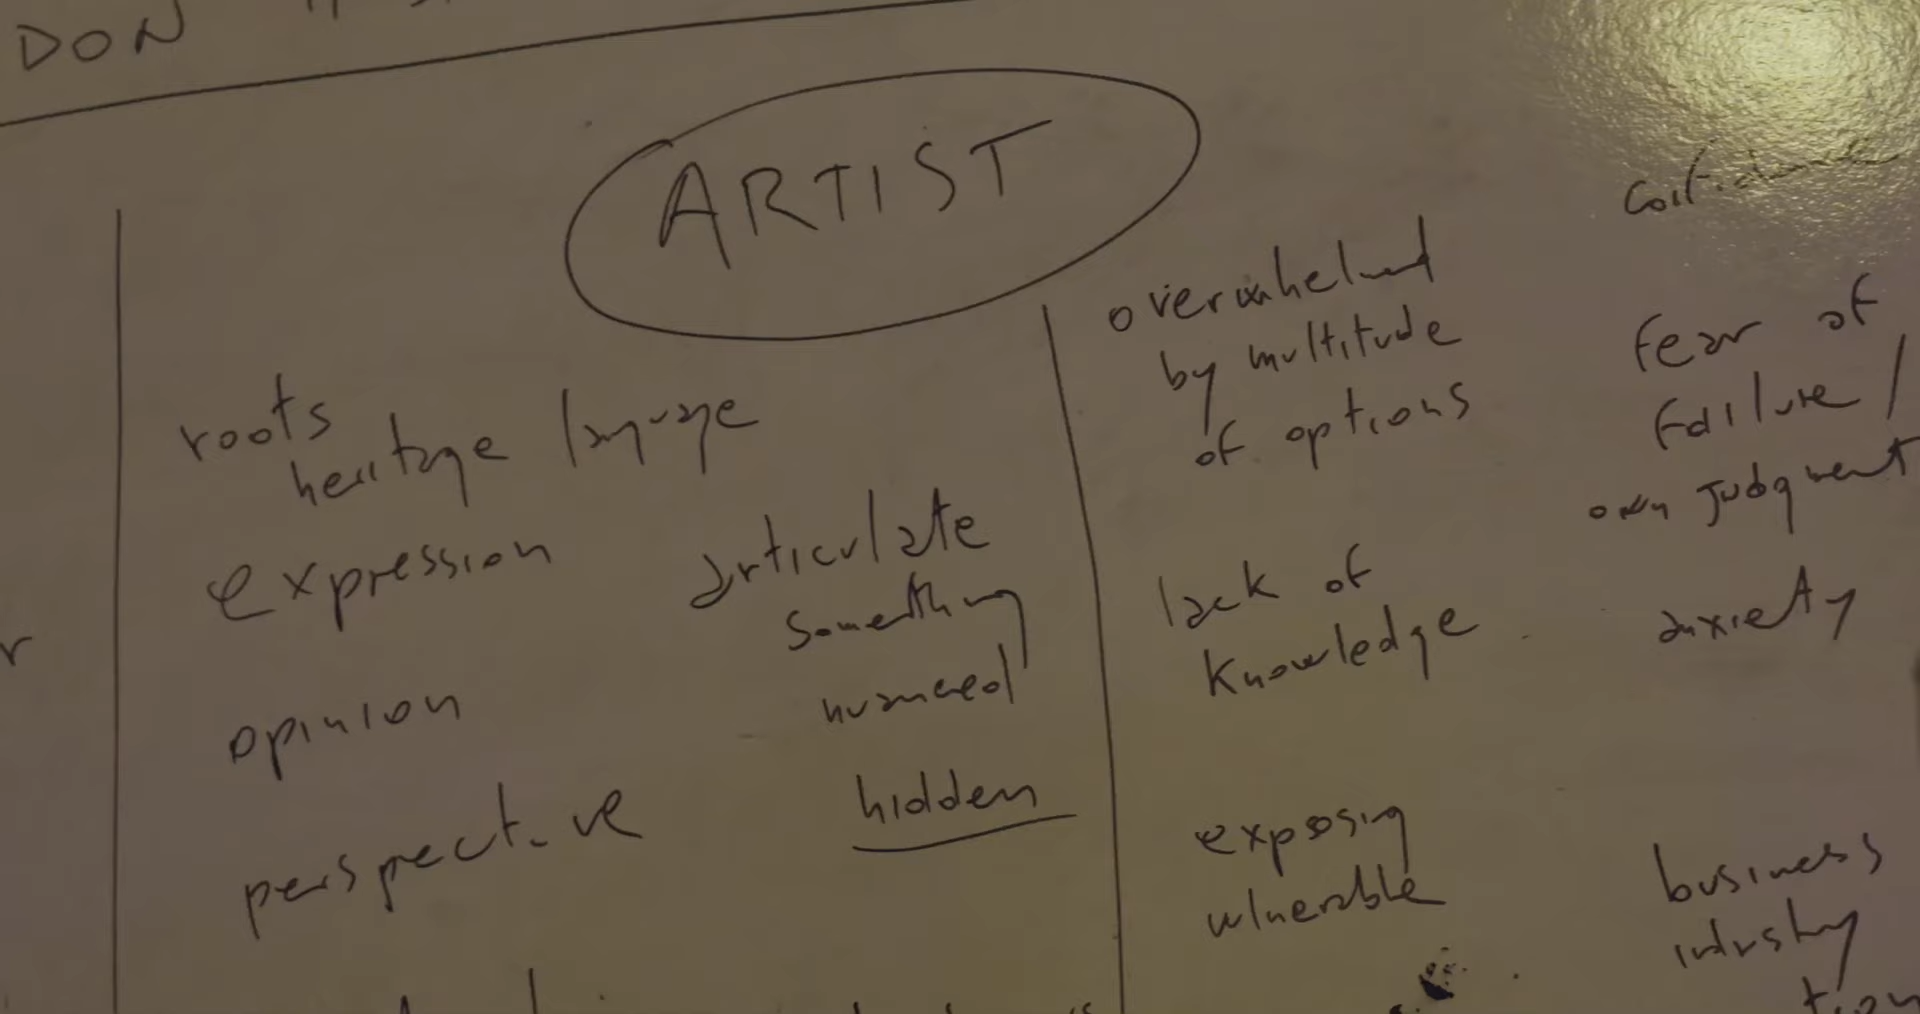 DON
ARTIST
roots
heritage language
expression
opinion
perspective
articulate
something
nuanced
hidden
overwhelmed
by multitude
of options
lack of
knowledge
exposing
vulnerable
fear of
failure /
own judgment
anxiety
business
industry